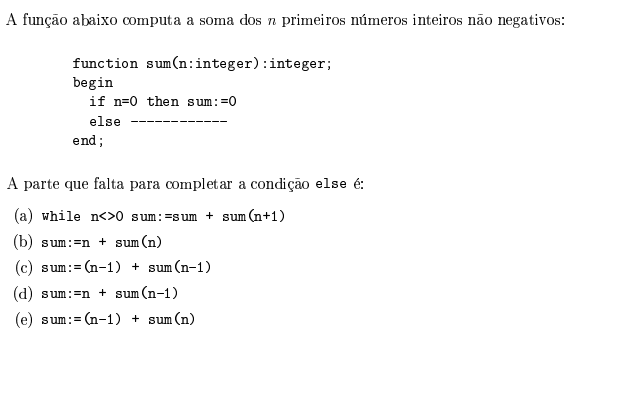 A função abaixo computa a soma dos n primeiros números inteiros não negativos:
function sum(n:integer):integer;
begin
if n=0 then sum:=0
else ------------
end;
A parte que falta para completar a condição else é:
(a) while n<>0 sum:=sum + sum(n+1)
(b) sum:=n + sum(n)
(c) sum:=(n-1) + sum(n-1)
(d) sum:=n + sum(n-1)
(e) sum:=(n-1) + sum(n)